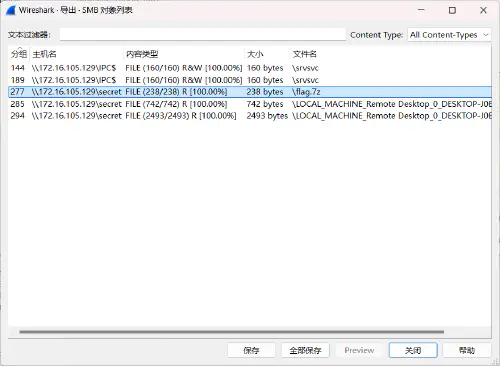 Wireshark · 导出 · SMB 对象列表
文本过滤器: Content Type: All Content-Types
分组 主机名 内容类型 大小 文件名
144 \\172.16.105.129\IPC$ FILE (160/160) R&W [100.00%] 160 bytes \srvsvc
189 \\172.16.105.129\IPC$ FILE (160/160) R&W [100.00%] 160 bytes \srvsvc
277 \\172.16.105.129\secret FILE (238/238) R [100.00%] 238 bytes \flag.7z
285 \\172.16.105.129\secret FILE (742/742) R [100.00%] 742 bytes \LOCAL_MACHINE_Remote Desktop_0_DESKTOP-J0E
294 \\172.16.105.129\secret FILE (2493/2493) R [100.00%] 2493 bytes \LOCAL_MACHINE_Remote Desktop_0_DESKTOP-J0E
保存 全部保存 Preview 关闭 帮助